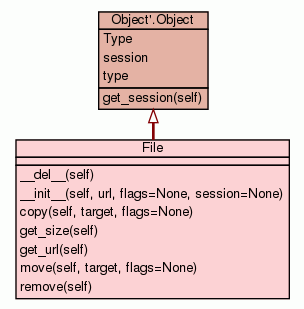 Object'.Object
Type
session
type
get_session(self)
File
__del__(self)
__init__(self, url, flags=None, session=None)
copy(self, target, flags=None)
get_size(self)
get_url(self)
move(self, target, flags=None)
remove(self)